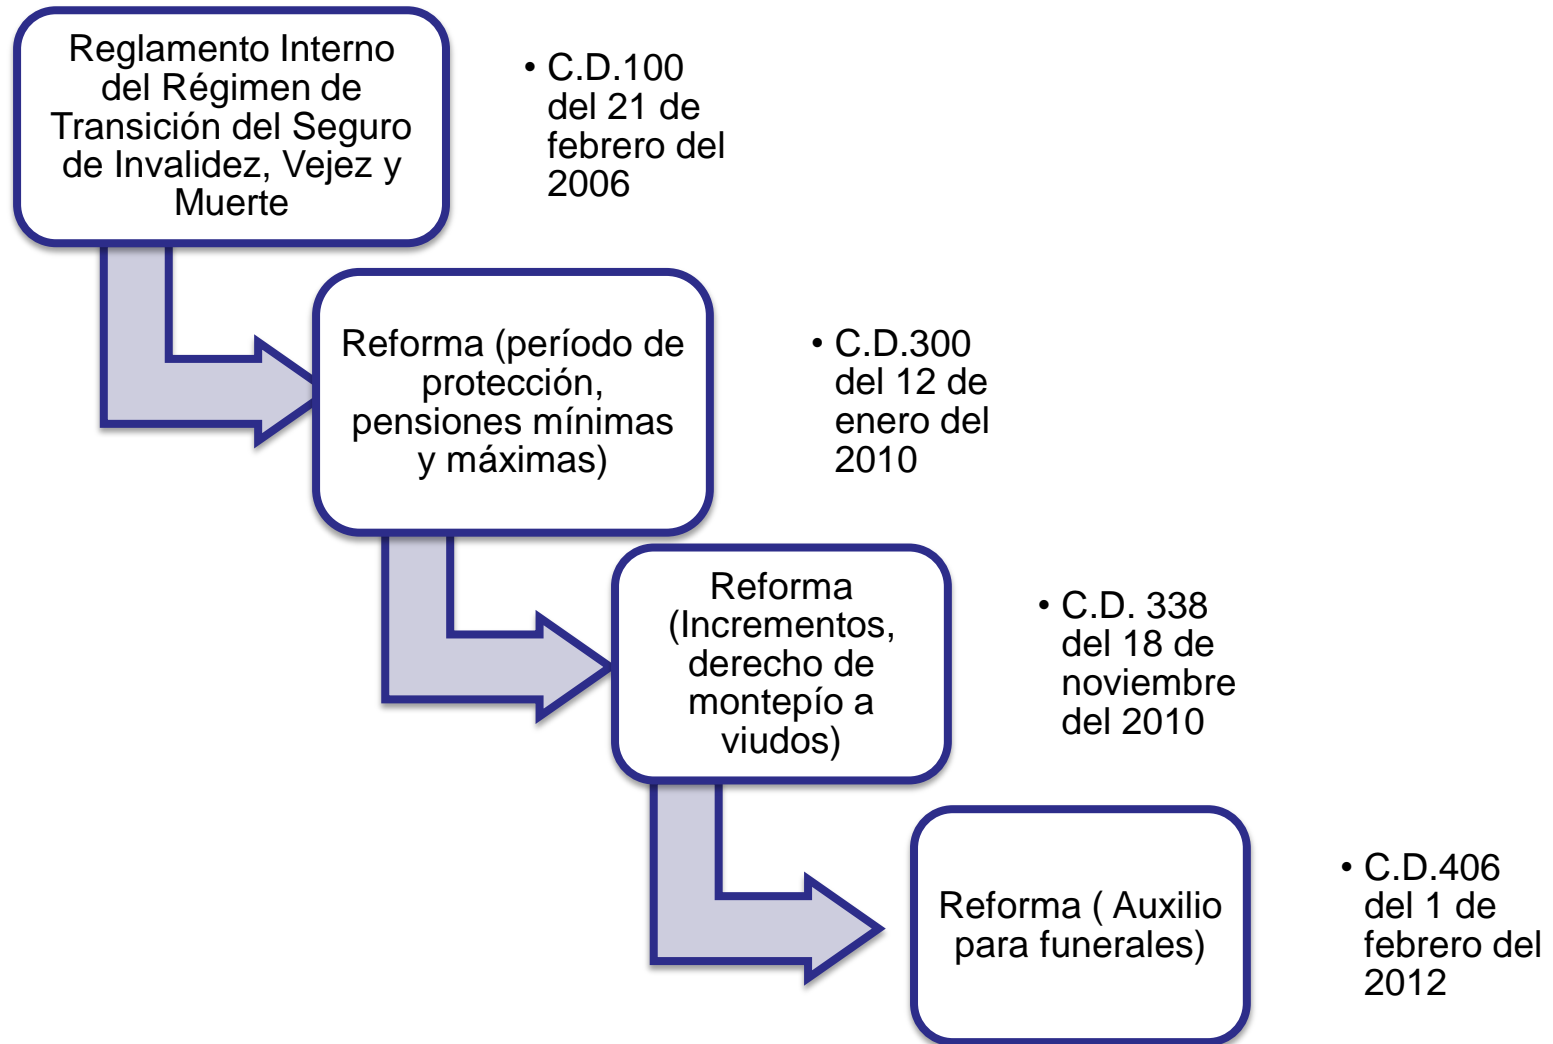 Reglamento Interno
del Régimen de
Transición del Seguro
de Invalidez, Vejez y
Muerte
• C.D.100
del 21 de
febrero del
2006
Reforma (período de
protección,
pensiones mínimas
y máximas)
• C.D.300
del 12 de
enero del
2010
Reforma
(Incrementos,
derecho de
montepío a
viudos)
• C.D. 338
del 18 de
noviembre
del 2010
Reforma ( Auxilio
para funerales)
• C.D.406
del 1 de
febrero del
2012